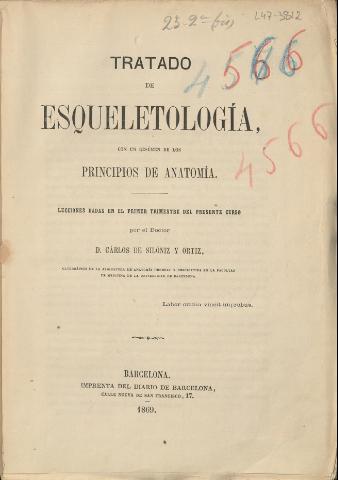 23-2ª (bis)
L47-3812
TRATADO
DE
4566
4566
ESQUELETOLOGÍA,
CON UN RESÚMEN DE LOS
PRINCIPIOS DE ANATOMÍA.
LECCIONES DADAS EN EL PRIMER TRIMESTRE DEL PRESENTE CURSO
por el Doctor
D. CÁRLOS DE SILÓNIZ Y ORTIZ,
CATEDRÁTICO DE LA ASIGNATURA DE ANATOMÍA GENERAL Y DESCRIPTIVA EN LA FACULTAD
DE MEDICINA DE LA UNIVERSIDAD DE BARCELONA.
Labor omnia vincit improbus.
BARCELONA.
IMPRENTA DEL DIARIO DE BARCELONA,
CALLE NUEVA DE SAN FRANCISCO, 17.
1869.